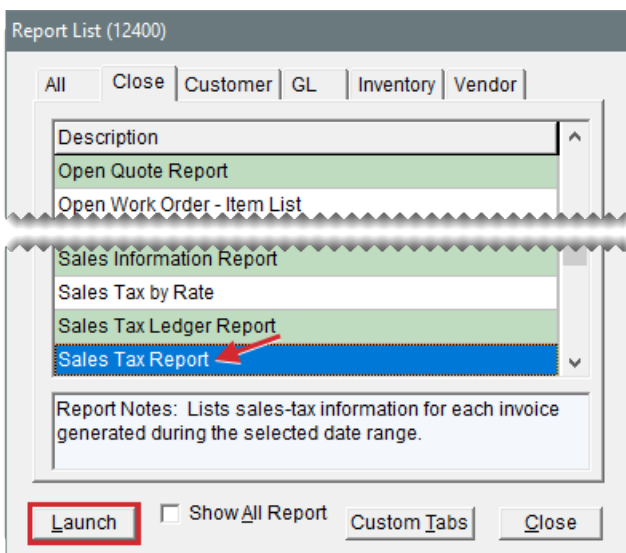 Report List (12400)
All Close Customer GL Inventory Vendor
Description
Open Quote Report
Open Work Order - Item List
Sales Information Report
Sales Tax by Rate
Sales Tax Ledger Report
Sales Tax Report
Report Notes: Lists sales-tax information for each invoice
generated during the selected date range.
Launch Show All Report Custom Tabs Close